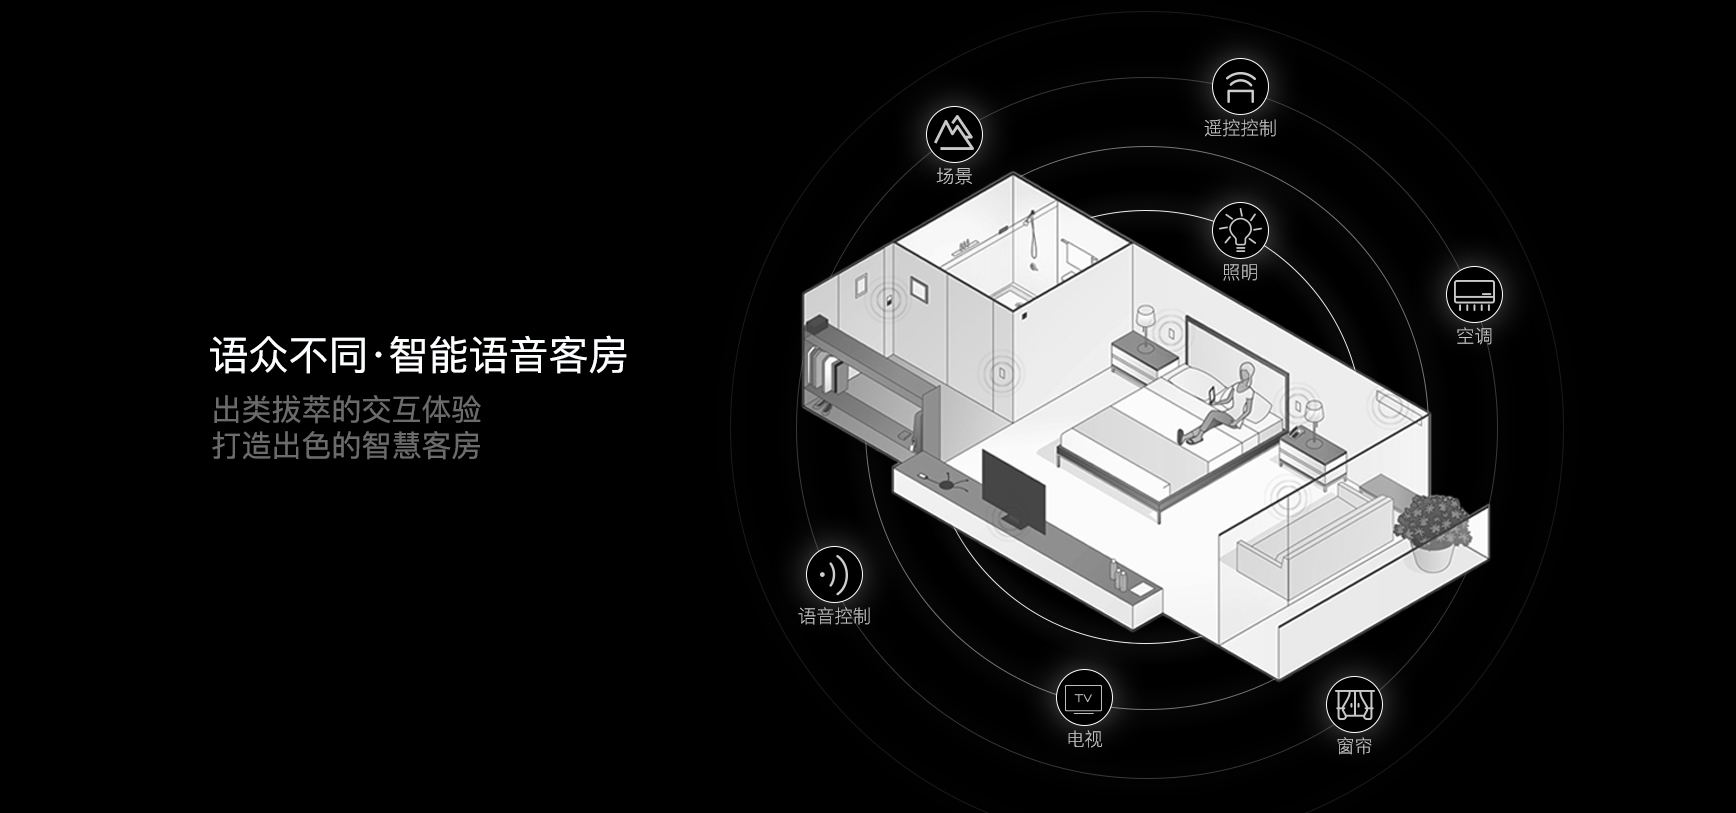 语众不同·智能语音客房
出类拔萃的交互体验
打造出色的智慧客房
遥控控制
场景
照明
空调
语音控制
TV
电视
窗帘